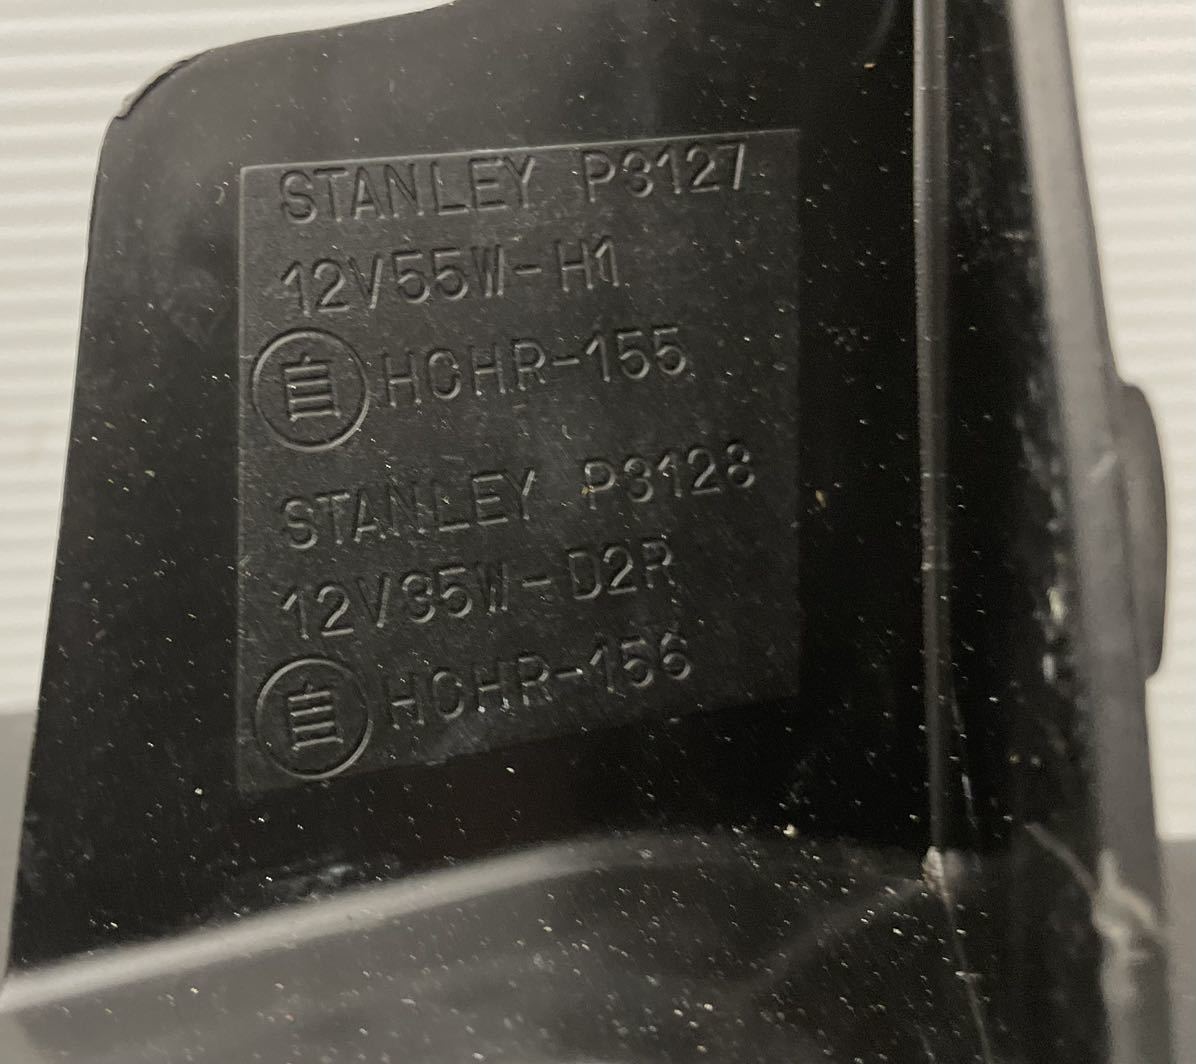 STANLEY P3127
12V55W-H1
自 HCHR-155
STANLEY P3128
12V35W-D2R
自 HCHR-156